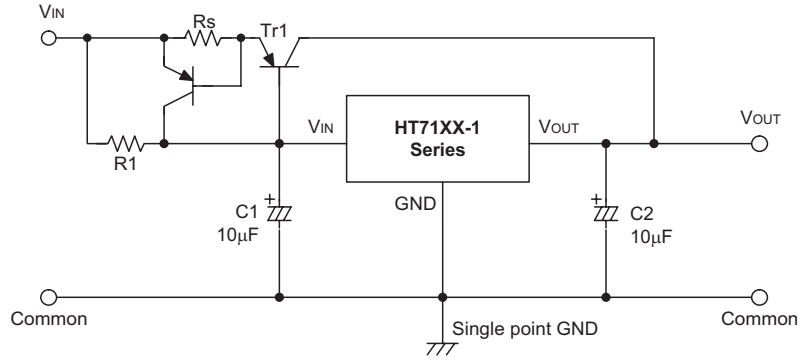 VIN
Rs
Tr1
R1
VIN
HT71XX-1
Series
VOUT
VOUT
GND
C1
10μF
C2
10μF
Common
Single point GND
Common
+
+